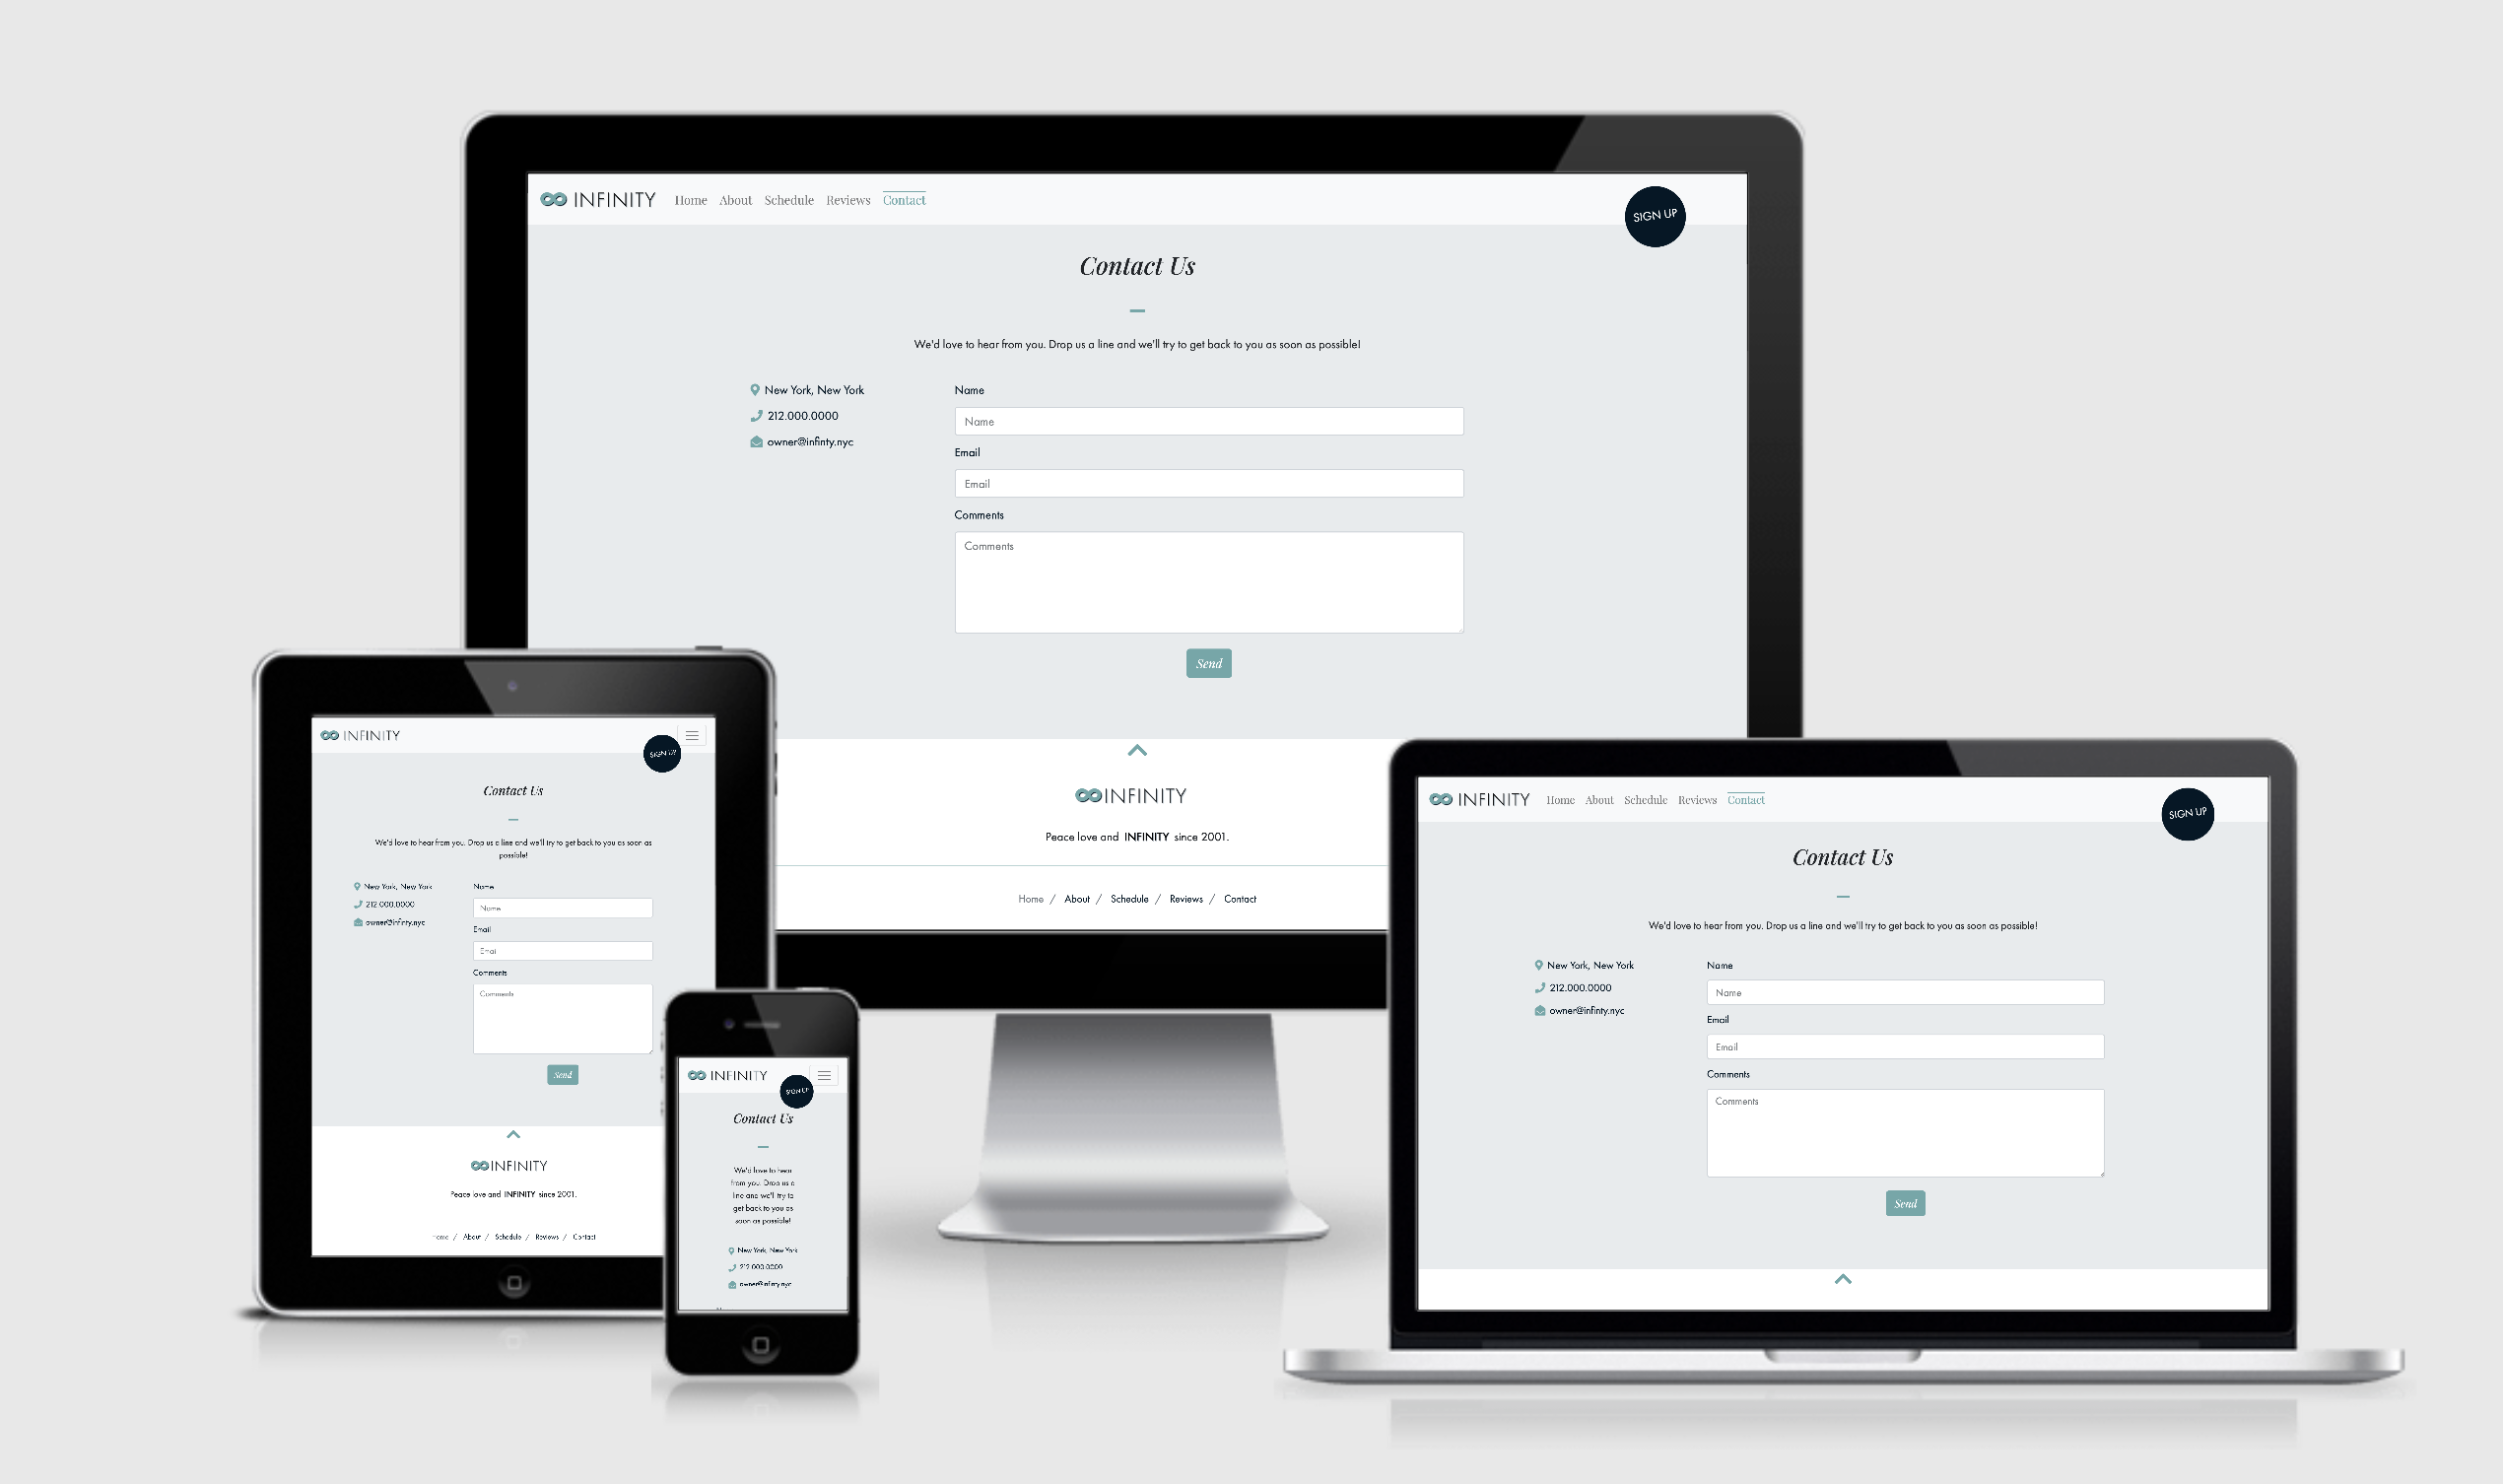 INFINITY Home About Schedule Reviews Contact
SIGN UP
Contact Us
We'd love to hear from you. Drop us a line and we'll try to get back to you as soon as possible!
New York, New York
212.000.0000
owner@infinty.nyc
Name
Name
Email
Email
Comments
Comments
Send
INFINITY
Peace love and INFINITY since 2001.
Home / About / Schedule / Reviews / Contact
INFINITY
SIGN UP
Contact Us
We'd love to hear from you. Drop us a line and we'll try to get back to you as soon as
possible!
New York, New York
212.000.0000
owner@infinty.nyc
Name
Name
Email
Email
Comments
Comments
Send
INFINITY
Peace love and INFINITY since 2001.
Home / About / Schedule / Reviews / Contact
INFINITY
SIGN UP
Contact Us
We'd love to hear
from you. Drop us a
line and we'll try to
get back to you as
soon as possible!
New York, New York
212.000.0000
owner@infinty.nyc
INFINITY Home About Schedule Reviews Contact
SIGN UP
Contact Us
We'd love to hear from you. Drop us a line and we'll try to get back to you as soon as possible!
New York, New York
212.000.0000
owner@infinty.nyc
Name
Name
Email
Email
Comments
Comments
Send